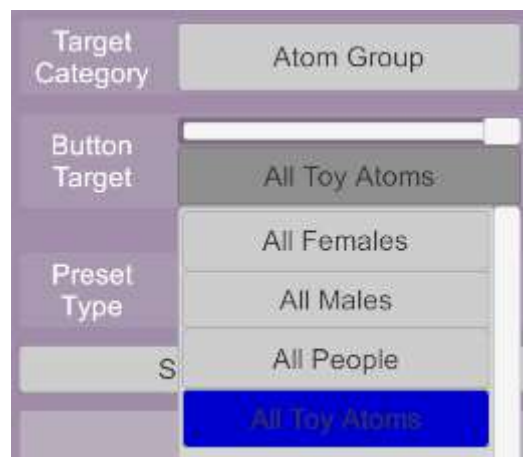 Target
Category
Atom Group
Button
Target
All Toy Atoms
All Females
Preset
Type
All Males
All People
S
All Toy Atoms